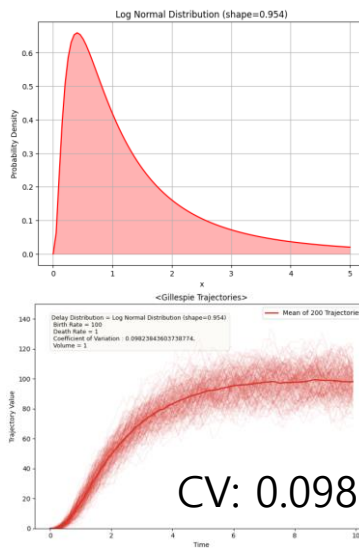 Log Normal Distribution (shape=0.954)
0.6
0.5
0.4
0.3
0.2
0.1
0.0
Probability Density
0
1
2
3
4
5
x
<Gillespie Trajectories>
140
120
100
80
60
40
20
0
Trajectory Value
Delay Distribution = Log Normal Distribution (shape=0.954)
Birth Rate = 100
Death Rate = 1
Coefficient of Variation : 0.09823843603738774,
Volume = 1
Mean of 200 Trajectories
CV: 0.098
0
2
4
6
8
10
Time